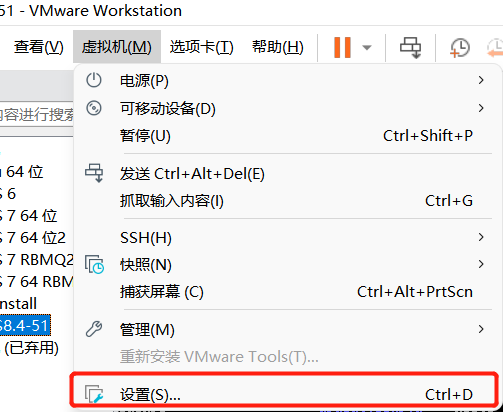 51 - VMware Workstation
查看(V) 虚拟机(M) 选项卡(T) 帮助(H)
内容进行搜索
电源(P)
可移动设备(D)
暂停(U) Ctrl+Shift+P
发送 Ctrl+Alt+Del(E)
抓取输入内容(I) Ctrl+G
SSH(H)
快照(N)
捕获屏幕 (C) Ctrl+Alt+PrtScn
管理(M)
重新安装 VMware Tools(T)...
设置(S)... Ctrl+D
64 位
S 6
S 7 64 位
S 7 64 位2
S 7 RBMQ2
S 7 64 RBM
nstall
S8.4-51
(已弃用)